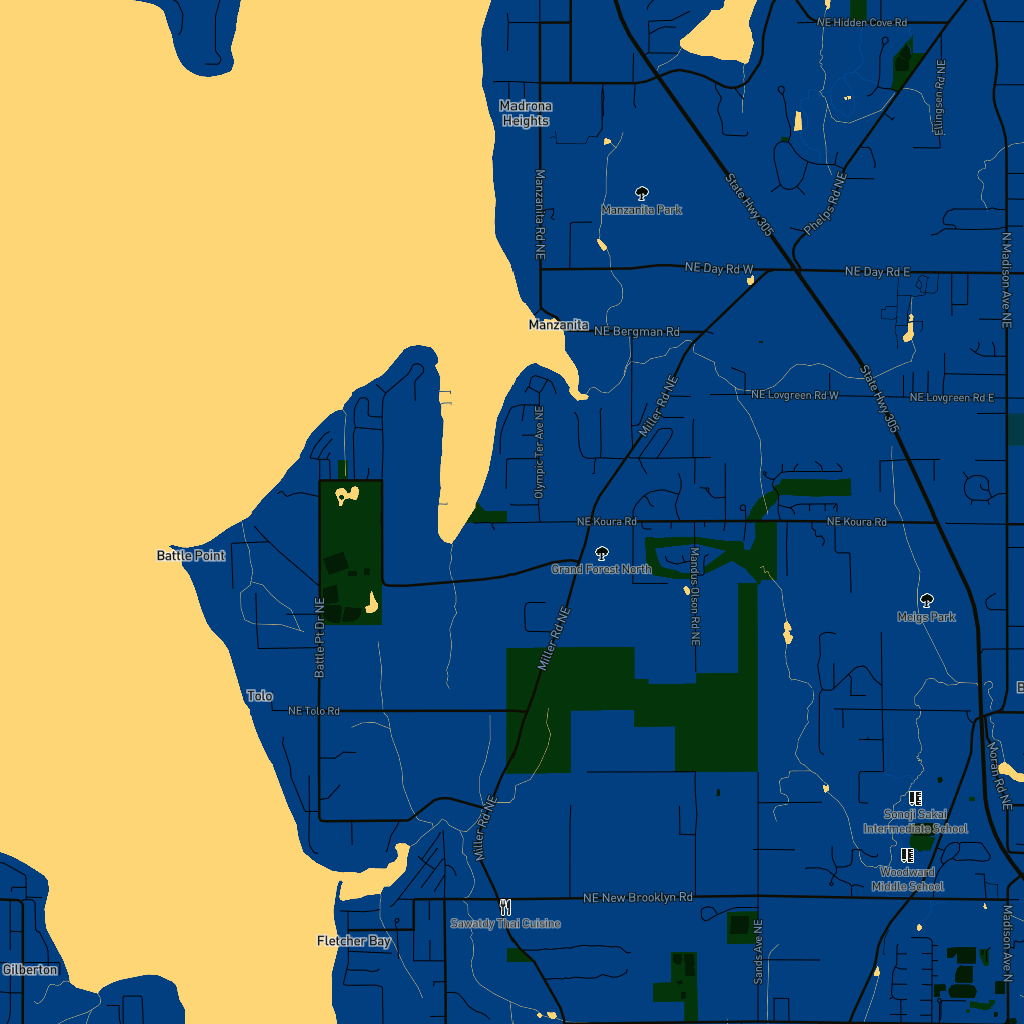 NE Hidden Cove Rd
Ellingsen Rd NE
Madrona
Heights
State Hwy 305
Manzanita Rd NE
Manzanita Park
Phelps Rd NE
N Madison Ave NE
NE Day Rd W
NE Day Rd E
Manzanita
NE Bergman Rd
State Hwy 305
Miller Rd NE
NE Lovgreen Rd W
NE Lovgreen Rd E
Olympic Ter Ave NE
NE Koura Rd
NE Koura Rd
Battle Point
Grand Forest North
Mandus Olson Rd NE
Meigs Park
Battle Pt Dr NE
Miller Rd NE
Tolo
NE Tolo Rd
B
Moran Rd NE
Miller Rd NE
Sonoji Sakai
Intermediate School
Woodward
Middle School
NE New Brooklyn Rd
Sawatdy Thai Cuisine
Sands Ave NE
Madison Ave N
Fletcher Bay
Gilberton